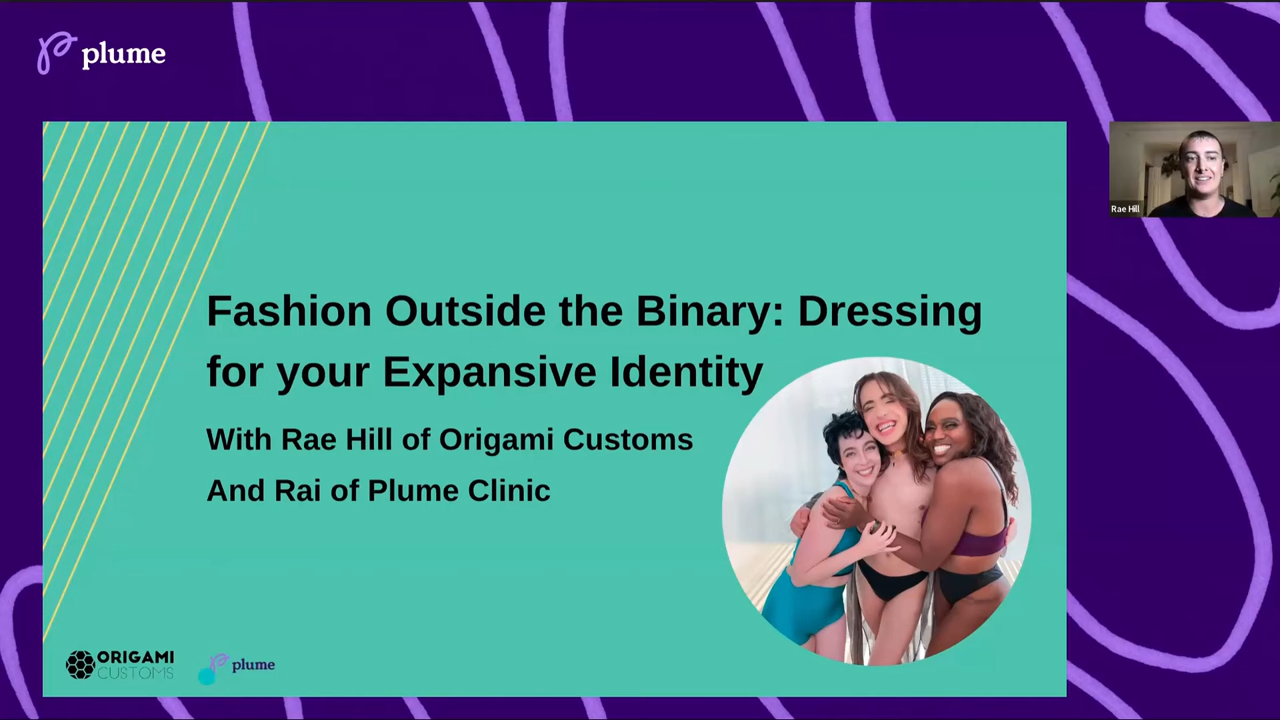 plume
Rae Hill
Fashion Outside the Binary: Dressing
for your Expansive Identity
With Rae Hill of Origami Customs
And Rai of Plume Clinic
ORIGAMI
CUSTOMS
plume